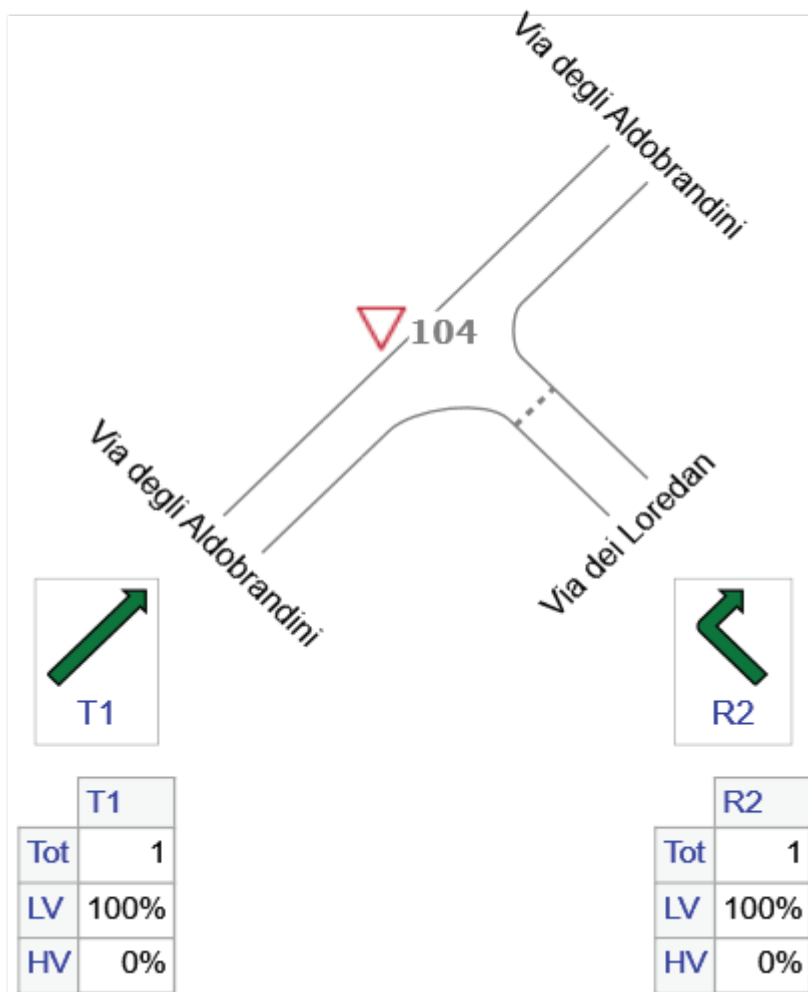 Via degli Aldobrandini
104
Via degli Aldobrandini
Via dei Loredan
T1
R2
T1
Tot 1
LV 100%
HV 0%
R2
Tot 1
LV 100%
HV 0%